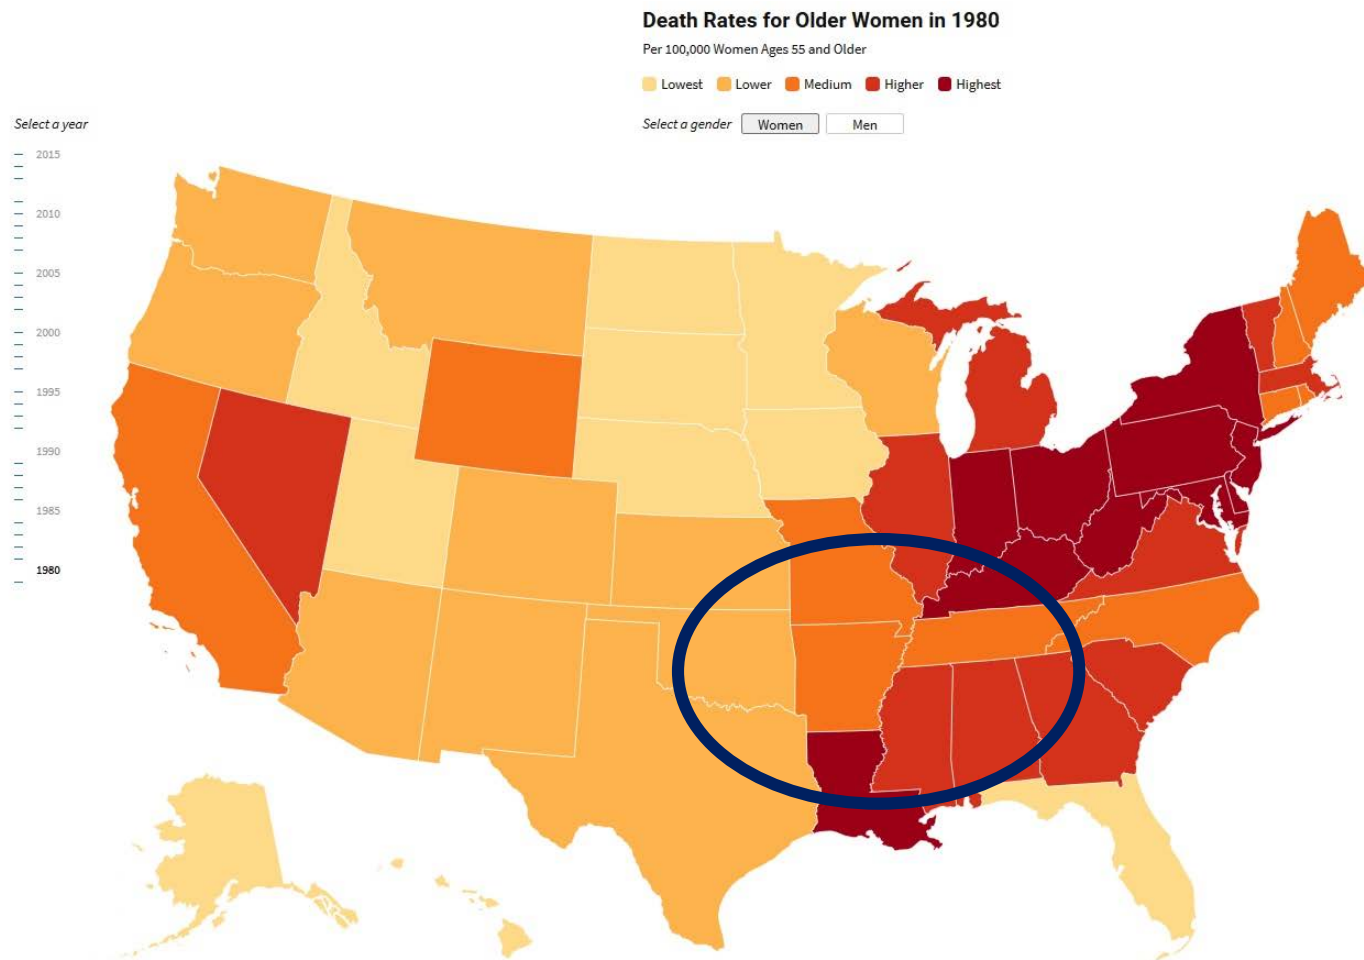 Death Rates for Older Women in 1980
Per 100,000 Women Ages 55 and Older
Lowest Lower Medium Higher Highest
Select a year
Select a gender Women Men
2015
2010
2005
2000
1995
1990
1985
1980